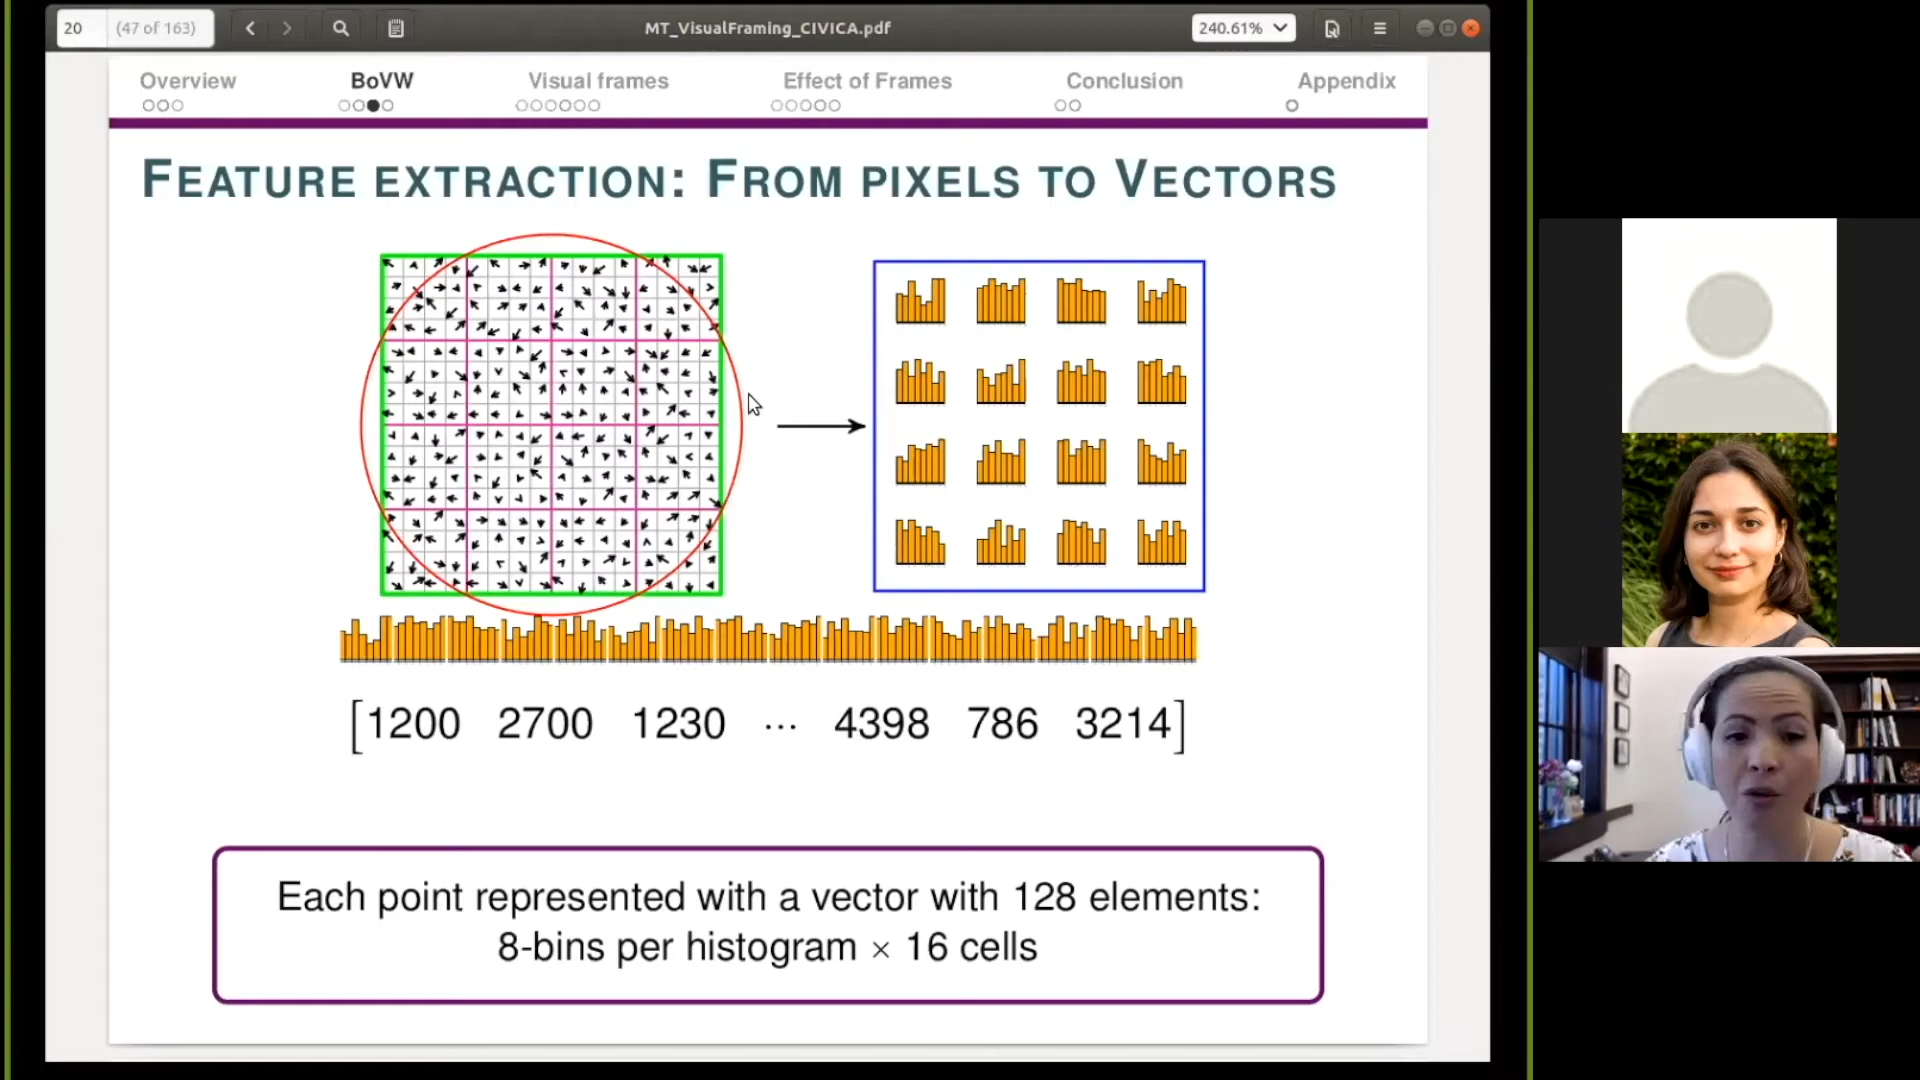 20 (47 of 163)
MT_VisualFraming_CIVICA.pdf
240.61%
Overview BoVW Visual frames Effect of Frames Conclusion Appendix
FEATURE EXTRACTION: FROM PIXELS TO VECTORS
[1200 2700 1230 ... 4398 786 3214]
Each point represented with a vector with 128 elements:
8-bins per histogram × 16 cells